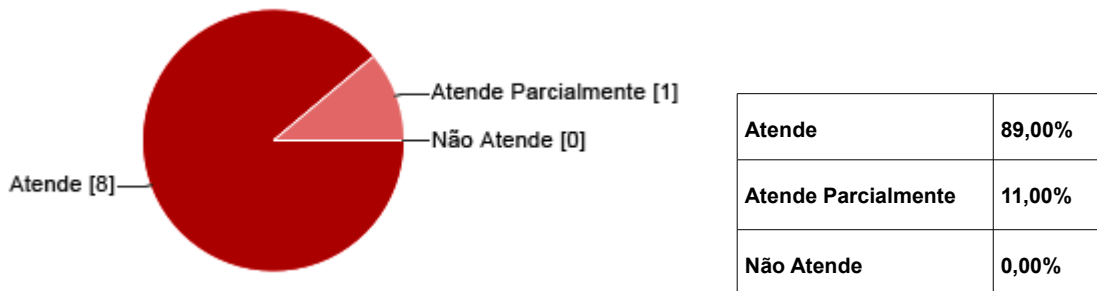 Atende Parcialmente [1]
Não Atende [0]
Atende [8]
Atende 89,00%
Atende Parcialmente 11,00%
Não Atende 0,00%